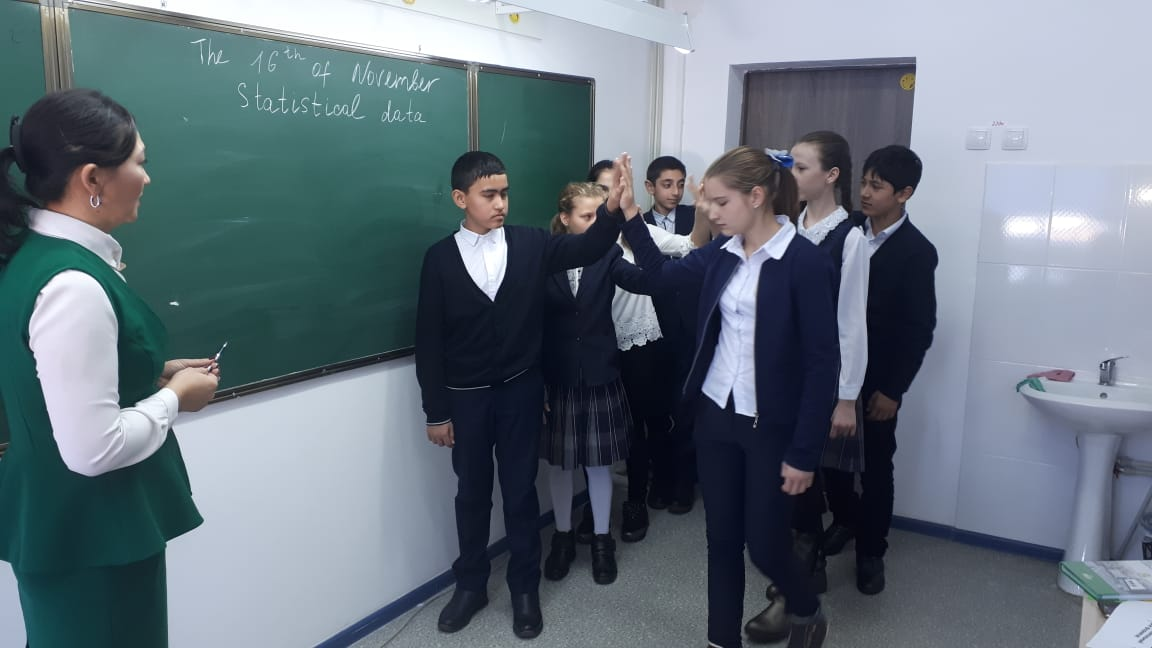 The 16th of November
Statistical data